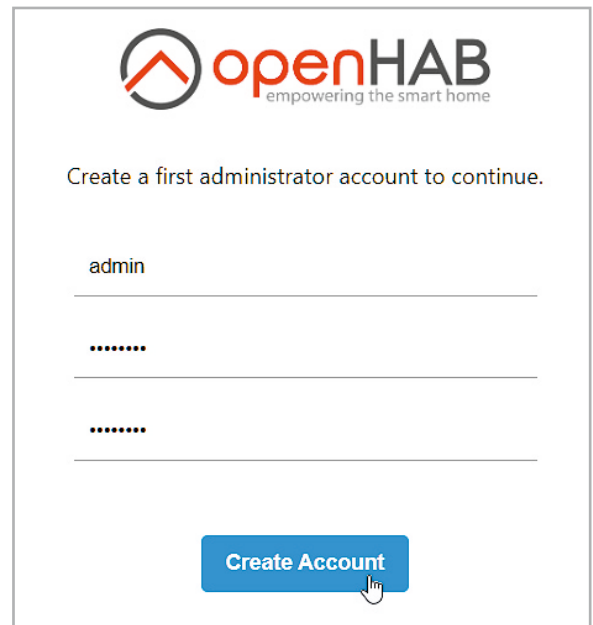 openHAB
empowering the smart home
Create a first administrator account to continue.
admin
••••••••
••••••••
Create Account